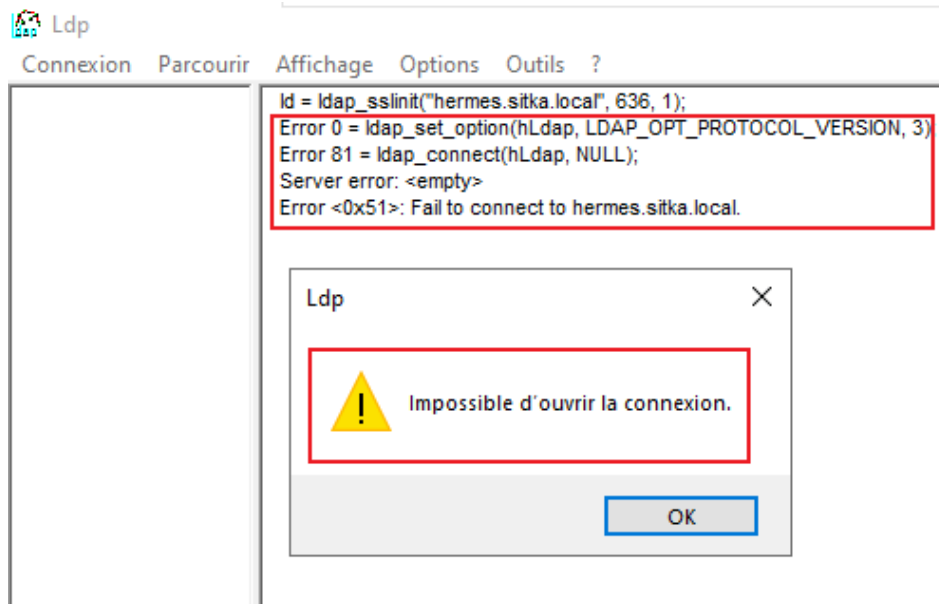 Ldp
Connexion Parcourir Affichage Options Outils ?
ld = ldap_sslinit("hermes.sitka.local", 636, 1);
Error 0 = ldap_set_option(hLdap, LDAP_OPT_PROTOCOL_VERSION, 3)
Error 81 = ldap_connect(hLdap, NULL);
Server error: <empty>
Error <0x51>: Fail to connect to hermes.sitka.local.
Ldp
Impossible d'ouvrir la connexion.
OK